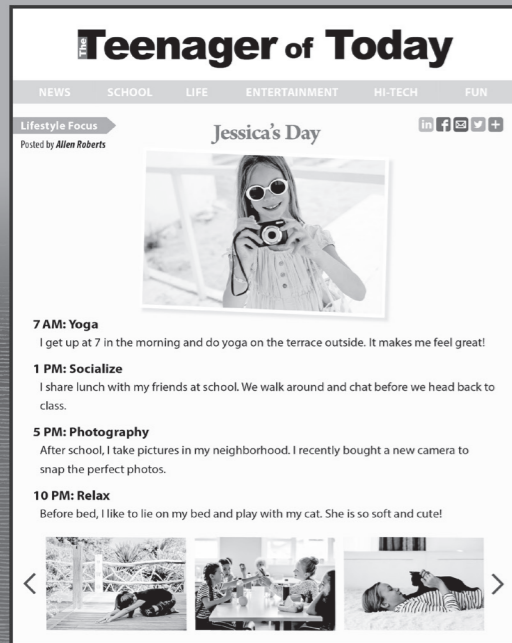 The Teenager of Today
NEWS SCHOOL LIFE ENTERTAINMENT HI-TECH FUN
Lifestyle Focus
Posted by Allen Roberts
Jessica's Day
7 AM: Yoga
I get up at 7 in the morning and do yoga on the terrace outside. It makes me feel great!
1 PM: Socialize
I share lunch with my friends at school. We walk around and chat before we head back to
class.
5 PM: Photography
After school, I take pictures in my neighborhood. I recently bought a new camera to
snap the perfect photos.
10 PM: Relax
Before bed, I like to lie on my bed and play with my cat. She is so soft and cute!